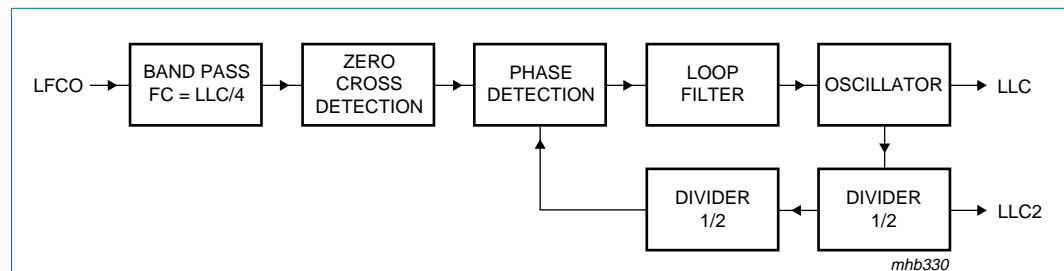 LFCO
BAND PASS
FC = LLC/4
ZERO
CROSS
DETECTION
PHASE
DETECTION
LOOP
FILTER
OSCILLATOR
LLC
DIVIDER
1/2
DIVIDER
1/2
LLC2
mhb330